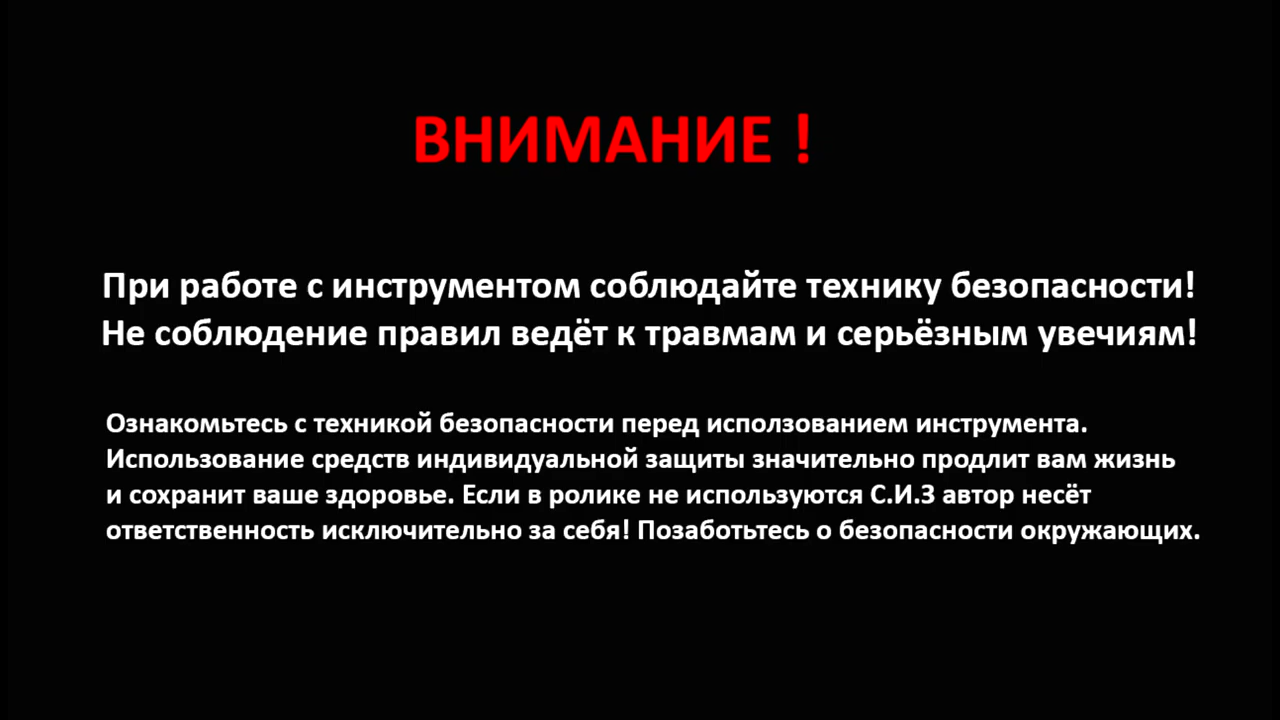 ВНИМАНИЕ !
При работе с инструментом соблюдайте технику безопасности!
Не соблюдение правил ведёт к травмам и серьёзным увечиям!
Ознакомьтесь с техникой безопасности перед исползованием инструмента.
Использование средств индивидуальной защиты значительно продлит вам жизнь
и сохранит ваше здоровье. Если в ролике не используются С.И.З автор несёт
ответственность исключительно за себя! Позаботьтесь о безопасности окружающих.